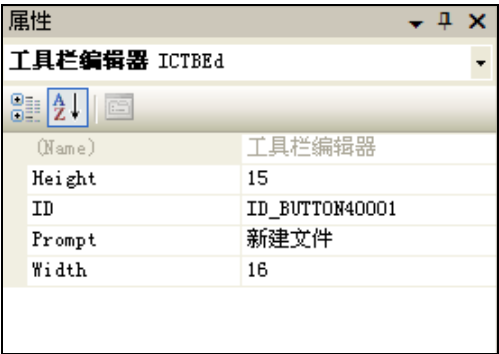 属性
工具栏编辑器 ICTBEd
(Name) 工具栏编辑器
Height 15
ID ID_BUTTON40001
Prompt 新建文件
Width 16